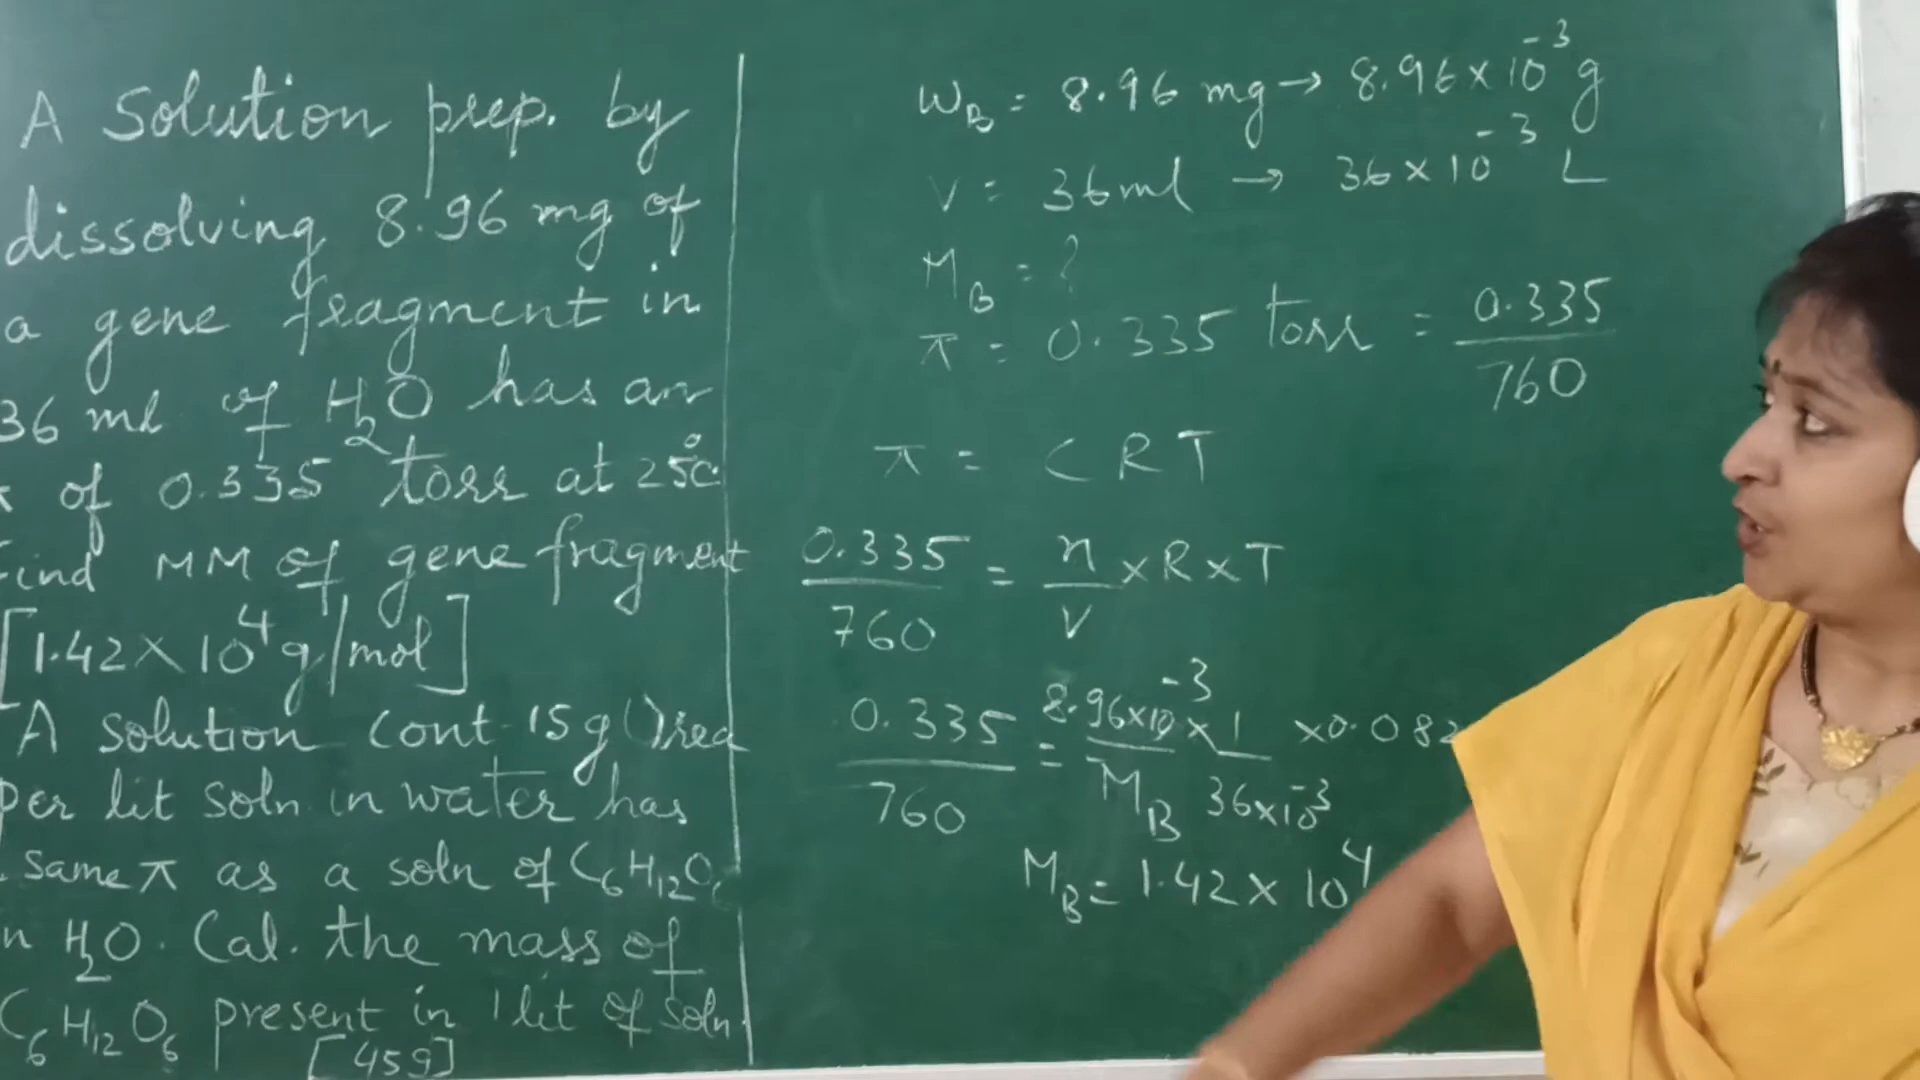 A solution prep. by
dissolving 8.96 mg of
a gene fragment in
36 ml of H₂O has an
π of 0.335 torr at 25°C.
Find MM of gene fragment
[1.42 × 10⁴ g/mol]
A solution cont 15 g Urea
per lit soln in water has
same π as a soln of C₆H₁₂O₆
in H₂O. Cal. the mass of
C₆H₁₂O₆ present in 1 lit of soln.
[45g]
W_B = 8.96 mg → 8.96 × 10⁻³ g
V = 36 ml → 36 × 10⁻³ L
M_B = ?
π = 0.335 torr = 0.335/760
π = CRT
0.335/760 = n/V × R × T
0.335/760 = 8.96×10⁻³/M_B × 1/36×10⁻³ × 0.082
M_B = 1.42 × 10⁴